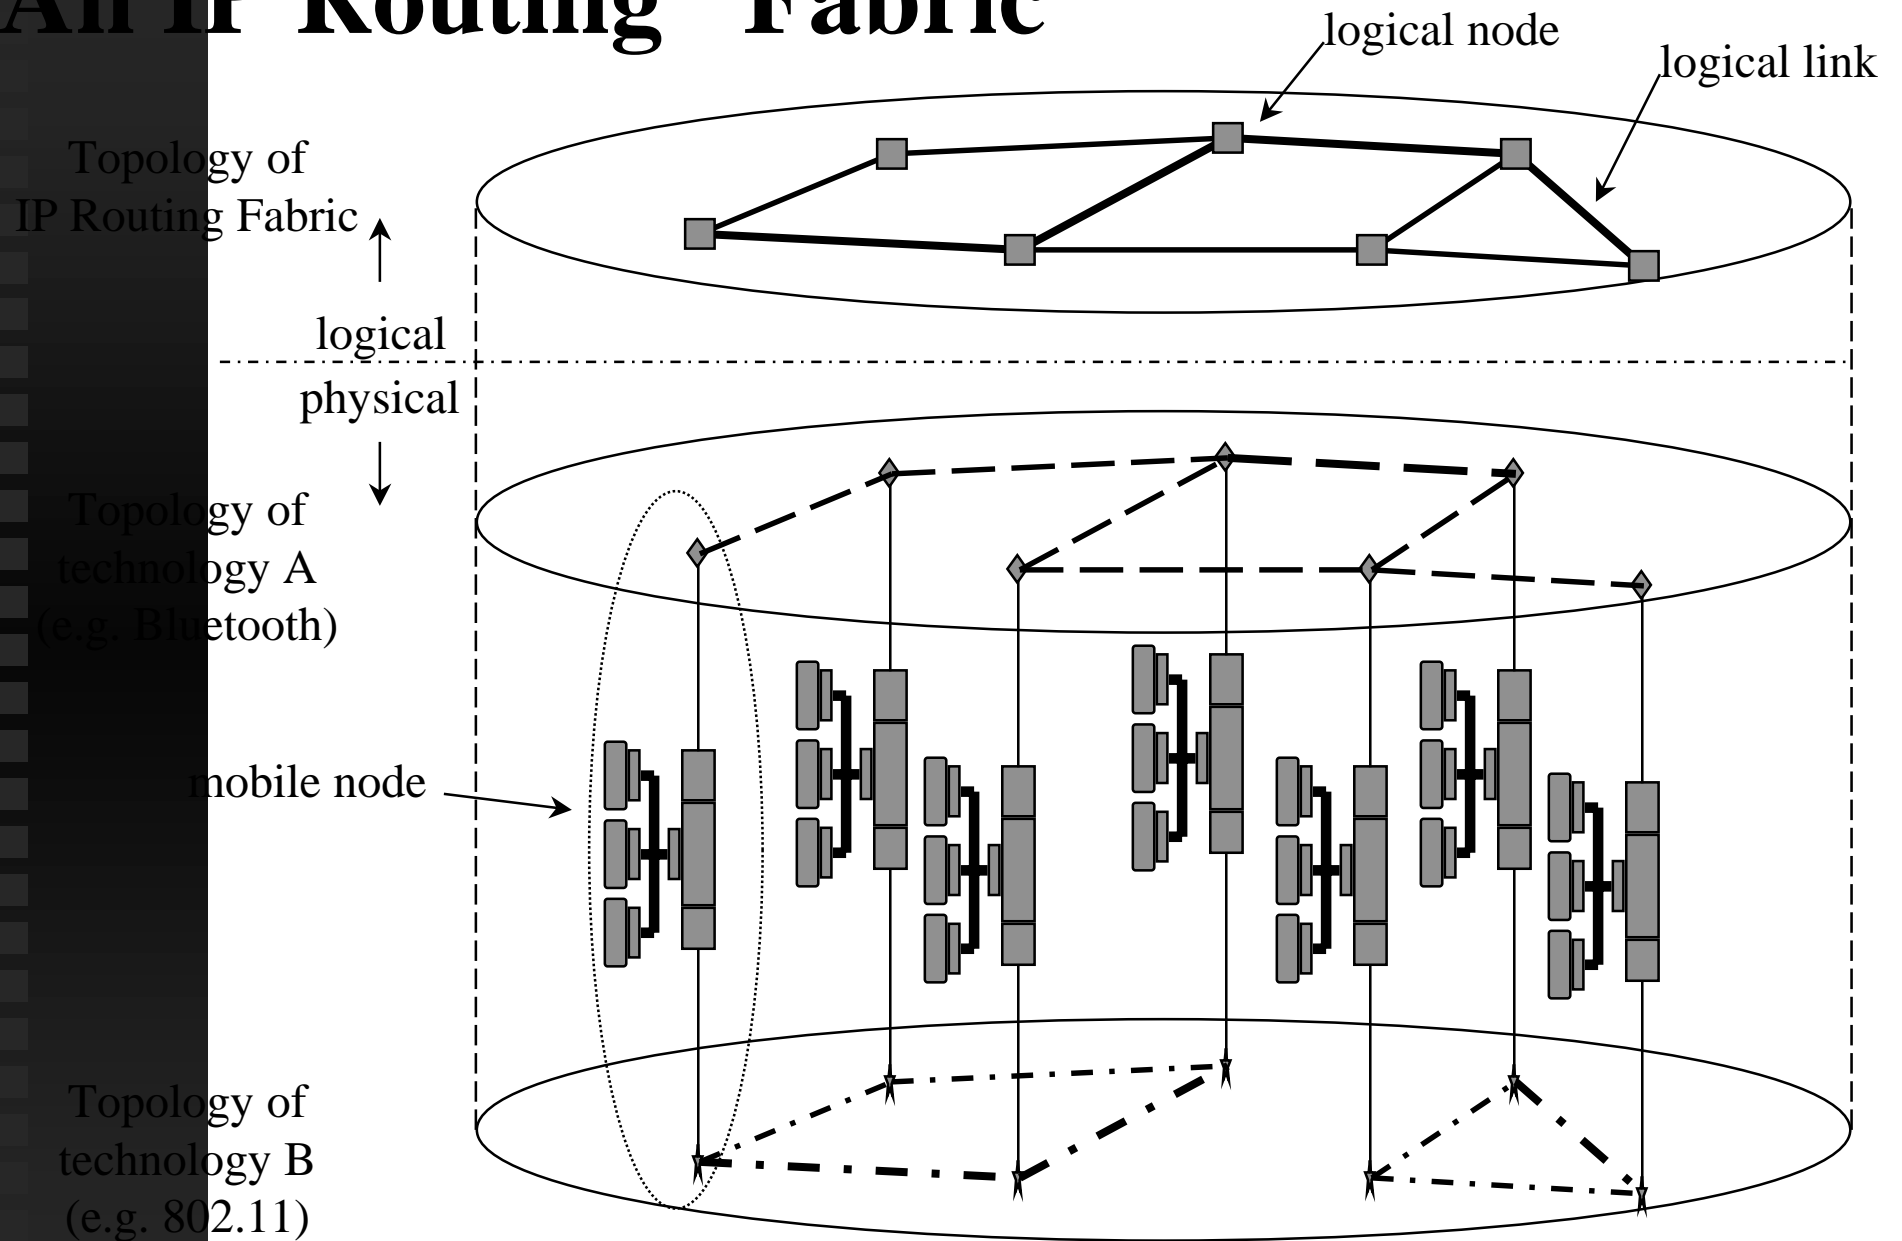 An IP Routing "Fabric"
logical node
logical link
Topology of
IP Routing Fabric
logical
physical
Topology of
technology A
(e.g. Bluetooth)
mobile node
Topology of
technology B
(e.g. 802.11)